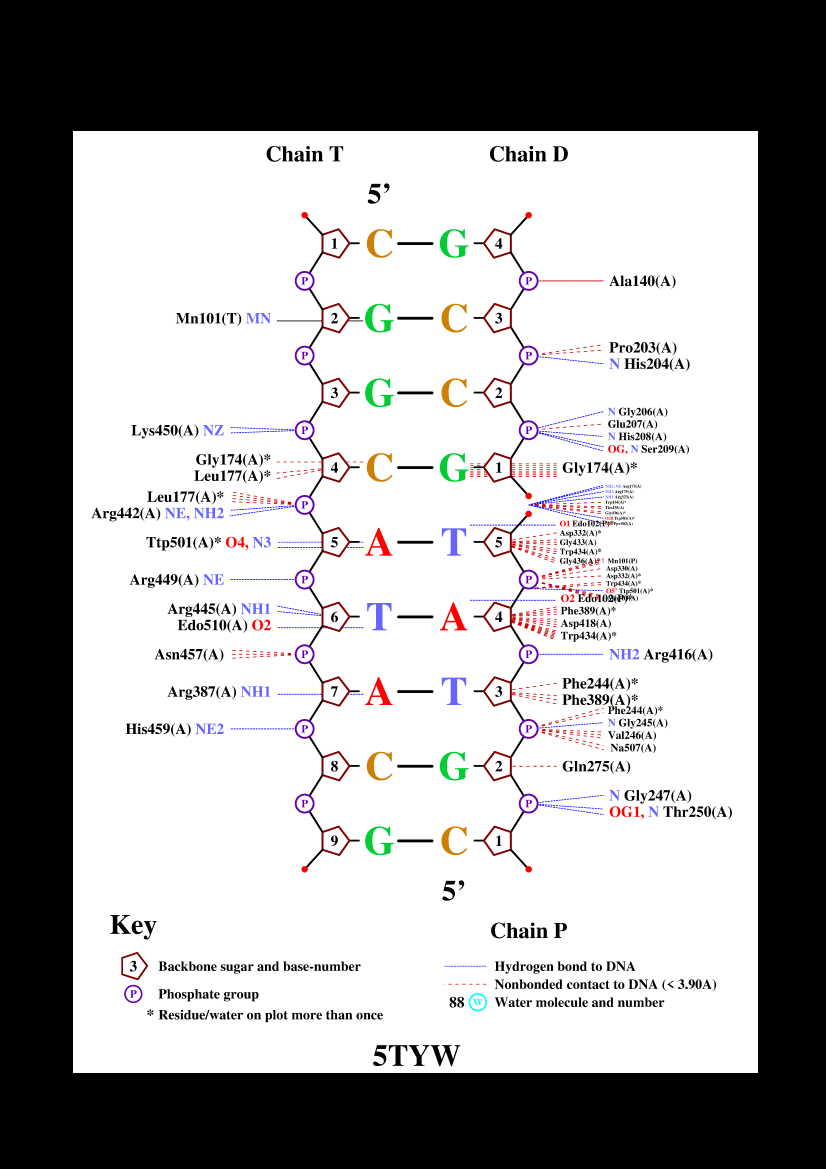 Chain T Chain D
5’
1 C G 4
P P Ala140(A)
Mn101(T) MN 2 G C 3
P P Pro203(A)
N His204(A)
3 G C 2
N Gly206(A)
Glu207(A)
Lys450(A) NZ P P N His208(A)
OG, N Ser209(A)
Gly174(A)* 4 C G 1 Gly174(A)*
Leu177(A)*
Leu177(A)*
Arg442(A) NE, NH2 P
O1 Edo102(P)*
Asp332(A)*
Ttp501(A)* O4, N3 5 A T 5 Gly433(A)
Trp434(A)*
Gly436(A)* Mn101(P)
Asp330(A)
Arg449(A) NE P P Asp332(A)*
Trp434(A)*
O5' Ttp501(A)*
O2 Edo102(P)*
Arg445(A) NH1 Phe389(A)*
6 T A 4 Asp418(A)
Edo510(A) O2 Trp434(A)*
Asn457(A) P P NH2 Arg416(A)
Phe244(A)*
Arg387(A) NH1 7 A T 3 Phe389(A)*
Phe244(A)*
N Gly245(A)
His459(A) NE2 P P Val246(A)
Na507(A)
8 C G 2 Gln275(A)
P P N Gly247(A)
OG1, N Thr250(A)
9 G C 1
5’
Key Chain P
3 Backbone sugar and base-number Hydrogen bond to DNA
Nonbonded contact to DNA (< 3.90A)
P Phosphate group 88 W Water molecule and number
* Residue/water on plot more than once
5TYW